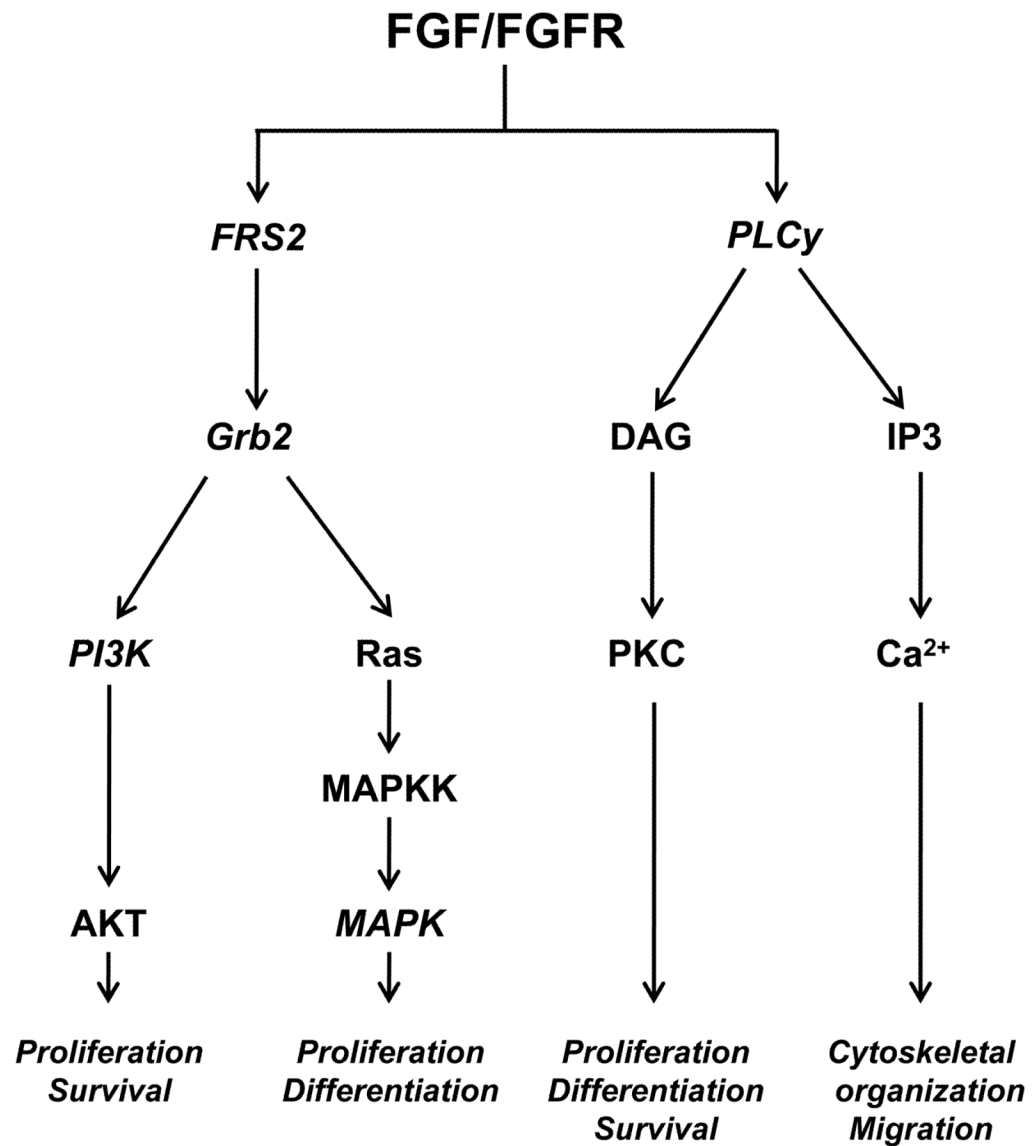 FGF/FGFR
FRS2 PLCy
Grb2 DAG IP3
PI3K Ras PKC Ca²⁺
MAPKK
AKT MAPK
Proliferation Proliferation Proliferation Cytoskeletal
Survival Differentiation Differentiation organization
Survival Migration